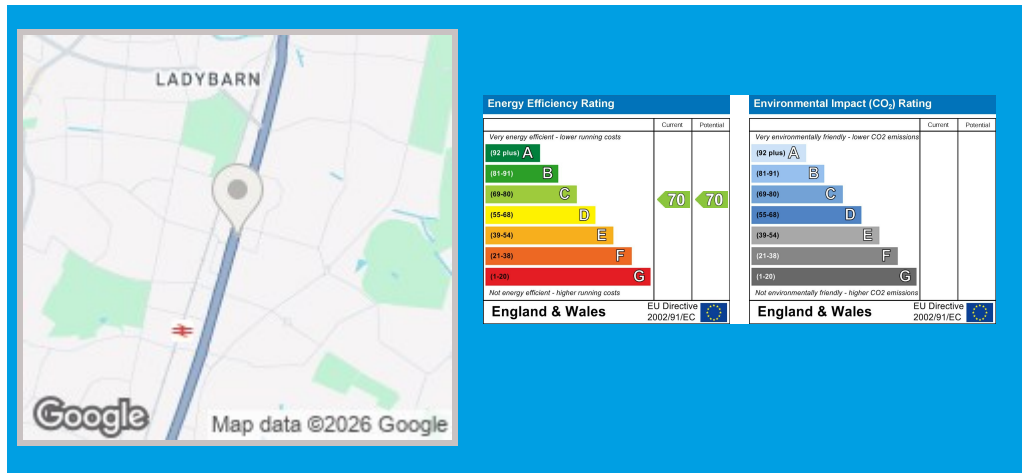 LADYBARN
Google
Map data ©2026 Google
Energy Efficiency Rating
Current Potential
Very energy efficient - lower running costs
(92 plus) A
(81-91) B
(69-80) C
70 70
(55-68) D
(39-54) E
(21-38) F
(1-20) G
Not energy efficient - higher running costs
England & Wales
EU Directive
2002/91/EC
Environmental Impact (CO₂) Rating
Current Potential
Very environmentally friendly - lower CO2 emissions
(92 plus) A
(81-91) B
(69-80) C
(55-68) D
(39-54) E
(21-38) F
(1-20) G
Not environmentally friendly - higher CO2 emissions
England & Wales
EU Directive
2002/91/EC